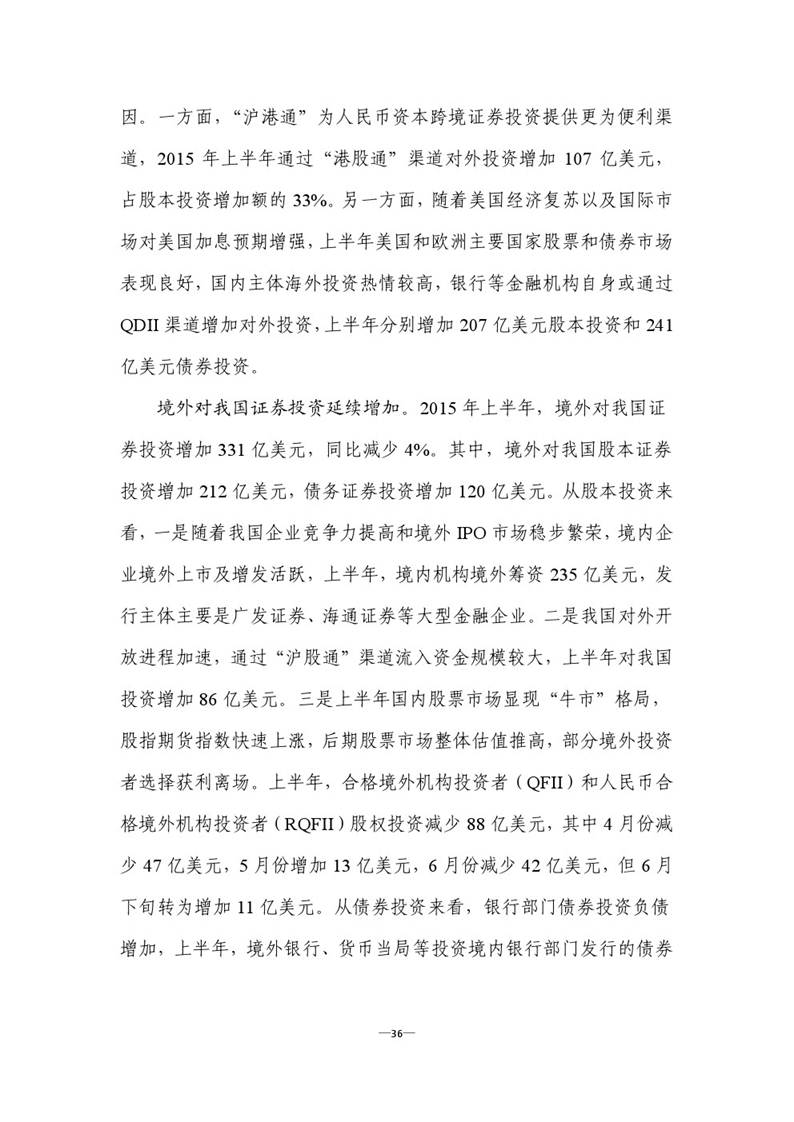 因。一方面，“沪港通”为人民币资本跨境证券投资提供更为便利渠
道，2015 年上半年通过“港股通”渠道对外投资增加 107 亿美元，
占股本投资增加额的 33%。另一方面，随着美国经济复苏以及国际市
场对美国加息预期增强，上半年美国和欧洲主要国家股票和债券市场
表现良好，国内主体海外投资热情较高，银行等金融机构自身或通过
QDII 渠道增加对外投资，上半年分别增加 207 亿美元股本投资和 241
亿美元债券投资。
境外对我国证券投资延续增加。2015 年上半年，境外对我国证
券投资增加 331 亿美元，同比减少 4%。其中，境外对我国股本证券
投资增加 212 亿美元，债务证券投资增加 120 亿美元。从股本投资来
看，一是随着我国企业竞争力提高和境外 IPO 市场稳步繁荣，境内企
业境外上市及增发活跃，上半年，境内机构境外筹资 235 亿美元，发
行主体主要是广发证券、海通证券等大型金融企业。二是我国对外开
放进程加速，通过“沪股通”渠道流入资金规模较大，上半年对我国
投资增加 86 亿美元。三是上半年国内股票市场显现“牛市”格局，
股指期货指数快速上涨，后期股票市场整体估值推高，部分境外投资
者选择获利离场。上半年，合格境外机构投资者（QFII）和人民币合
格境外机构投资者（RQFII）股权投资减少 88 亿美元，其中 4 月份减
少 47 亿美元，5 月份增加 13 亿美元，6 月份减少 42 亿美元，但 6 月
下旬转为增加 11 亿美元。从债券投资来看，银行部门债券投资负债
增加，上半年，境外银行、货币当局等投资境内银行部门发行的债券
—36—